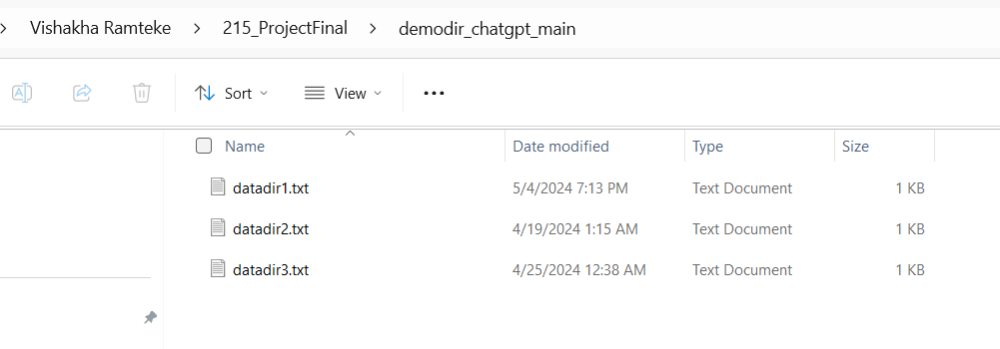 Vishakha Ramteke > 215_ProjectFinal > demodir_chatgpt_main
Sort View
Name Date modified Type Size
datadir1.txt 5/4/2024 7:13 PM Text Document 1 KB
datadir2.txt 4/19/2024 1:15 AM Text Document 1 KB
datadir3.txt 4/25/2024 12:38 AM Text Document 1 KB